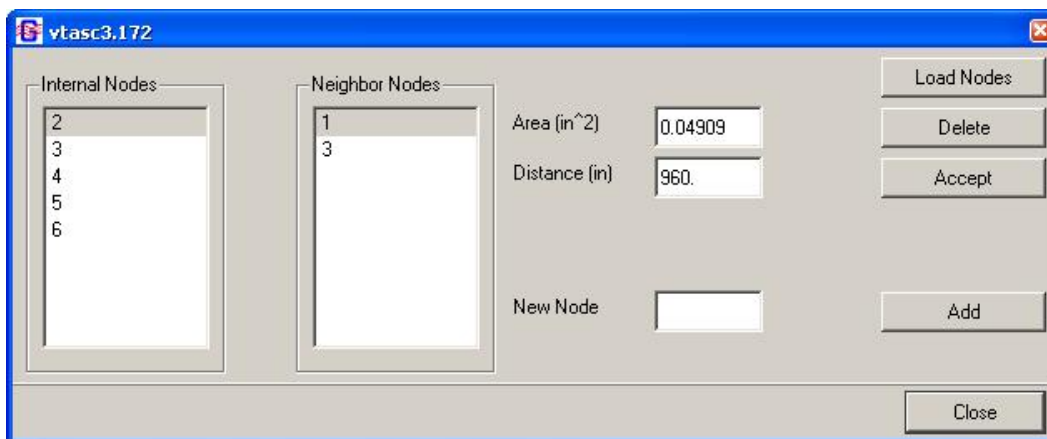 vtasc3.172
Internal Nodes
2
3
4
5
6
Neighbor Nodes
1
3
Area (in^2) 0.04909
Distance (in) 960.
New Node
Load Nodes
Delete
Accept
Add
Close